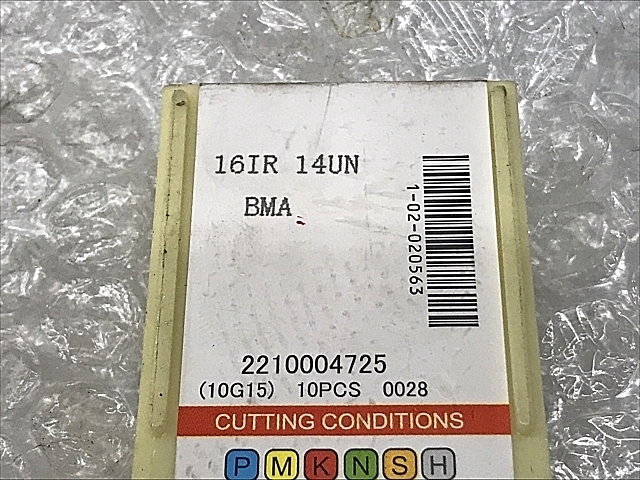 16IR 14UN
BMA
1-02-020563
2210004725
(10G15) 10PCS 0028
CUTTING CONDITIONS
P M K N S H